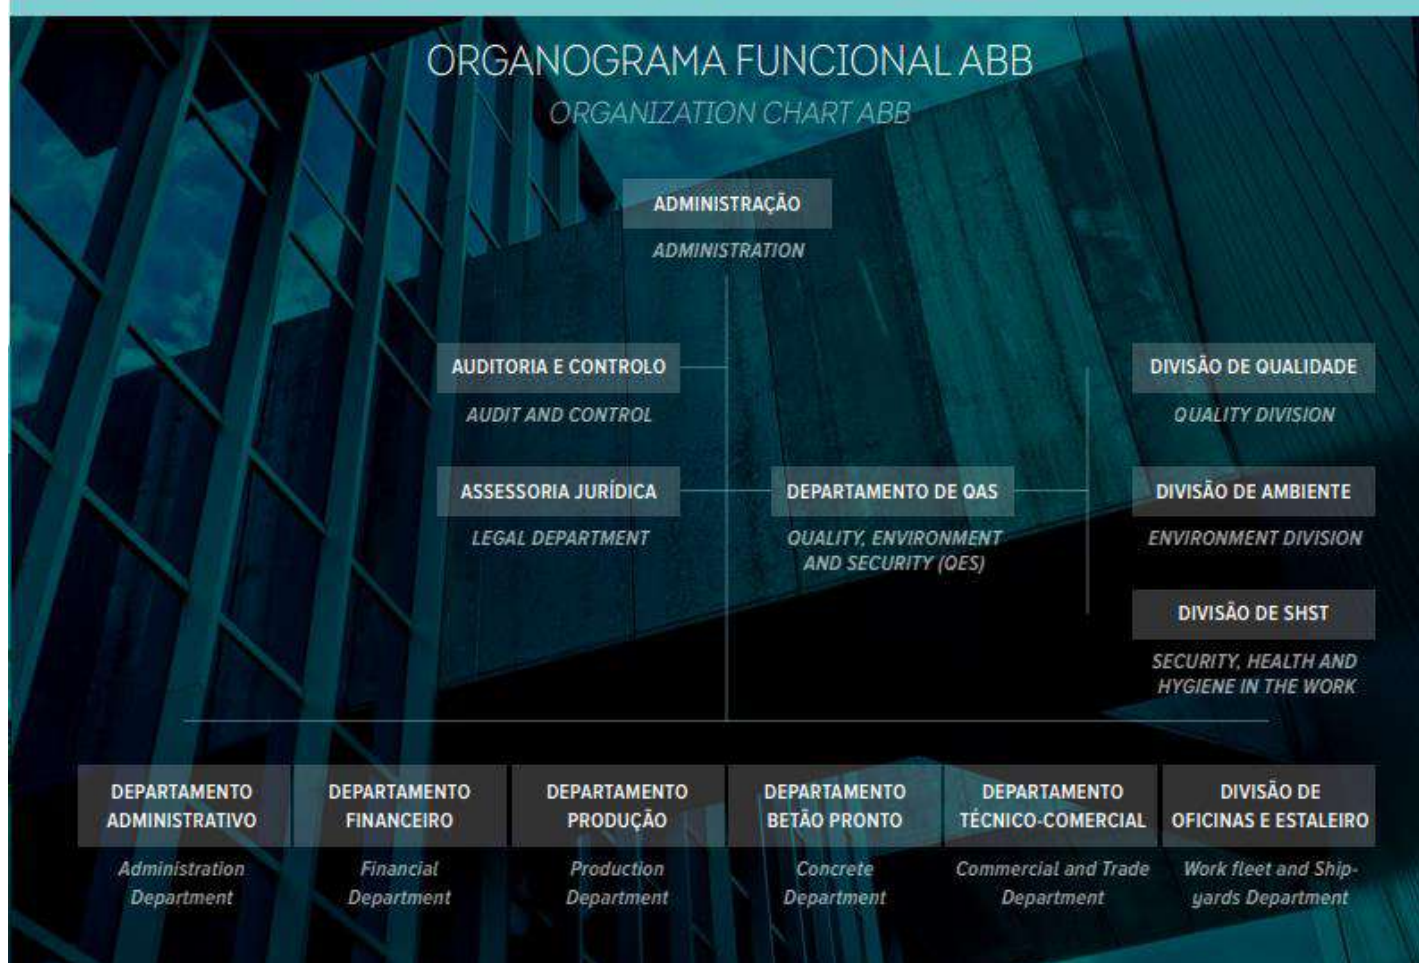 ORGANOGRAMA FUNCIONAL ABB
ORGANIZATION CHART ABB
ADMINISTRAÇÃO
ADMINISTRATION
AUDITORIA E CONTROLO
AUDIT AND CONTROL
DIVISÃO DE QUALIDADE
QUALITY DIVISION
ASSESSORIA JURÍDICA
LEGAL DEPARTMENT
DEPARTAMENTO DE QAS
QUALITY, ENVIRONMENT
AND SECURITY (QES)
DIVISÃO DE AMBIENTE
ENVIRONMENT DIVISION
DIVISÃO DE SHST
SECURITY, HEALTH AND
HYGIENE IN THE WORK
DEPARTAMENTO
ADMINISTRATIVO
Administration
Department
DEPARTAMENTO
FINANCEIRO
Financial
Department
DEPARTAMENTO
PRODUÇÃO
Production
Department
DEPARTAMENTO
BETÃO PRONTO
Concrete
Department
DEPARTAMENTO
TÉCNICO-COMERCIAL
Commercial and Trade
Department
DIVISÃO DE
OFICINAS E ESTALEIRO
Work fleet and Ship-
yards Department